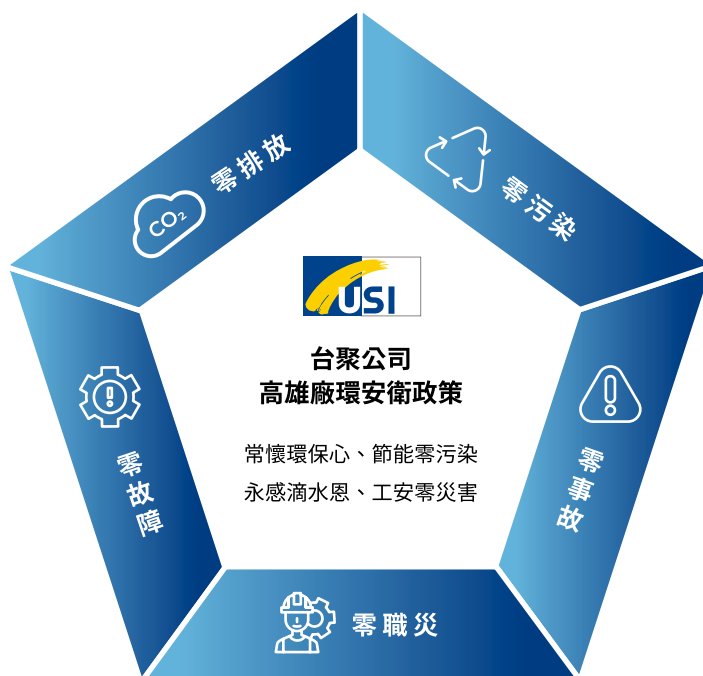 零排放
CO₂
零污染
USI
台聚公司
高雄廠環安衛政策
常懷環保心、節能零污染
永感滴水恩、工安零災害
零故障
零事故
零職災